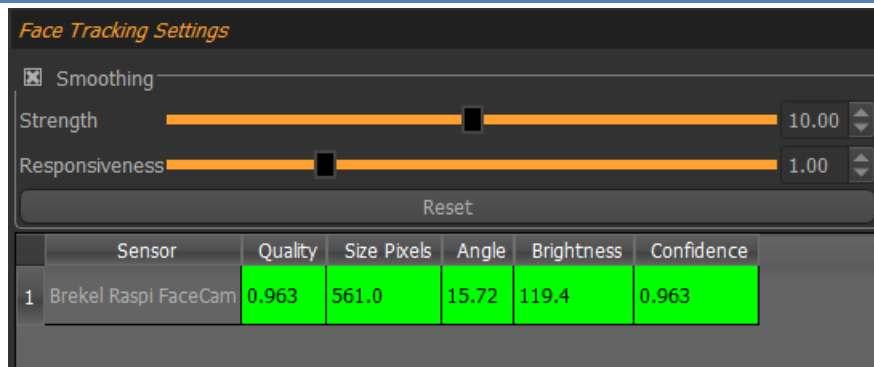 Face Tracking Settings
Smoothing
Strength 10.00
Responsiveness 1.00
Reset
Sensor Quality Size Pixels Angle Brightness Confidence
1 Brekel Raspi FaceCam 0.963 561.0 15.72 119.4 0.963